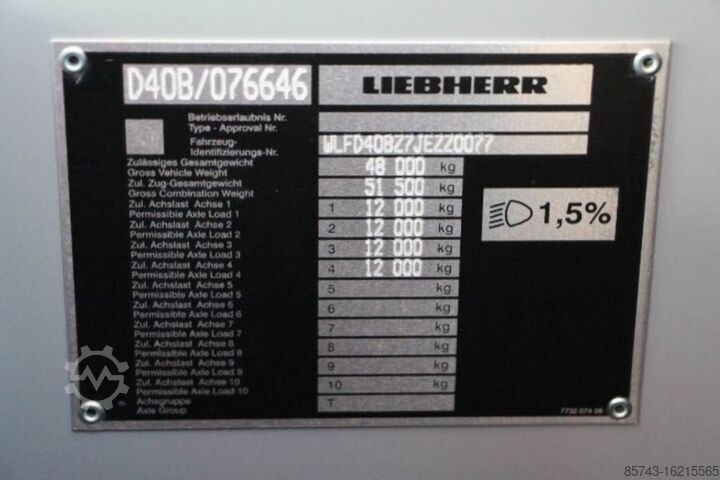 D40B/076646 LIEBHERR
Betriebserlaubnis Nr.
Type - Approval Nr.
Fahrzeug-
Identifizierungs-Nr. WLFD40BZ7JEZZ0077
Zulässiges Gesamtgewicht
Gross Vehicle Weight 48 000 kg
Zul. Zug-Gesamtgewicht
Gross Combination Weight 51 500 kg
Zul. Achslast Achse 1
Permissible Axle Load 1 1 12 000 kg
Zul. Achslast Achse 2
Permissible Axle Load 2 2 12 000 kg
Zul. Achslast Achse 3
Permissible Axle Load 3 3 12 000 kg
Zul. Achslast Achse 4
Permissible Axle Load 4 4 12 000 kg
Zul. Achslast Achse 5
Permissible Axle Load 5 5 kg
Zul. Achslast Achse 6
Permissible Axle Load 6 6 kg
Zul. Achslast Achse 7
Permissible Axle Load 7 7 kg
Zul. Achslast Achse 8
Permissible Axle Load 8 8 kg
Zul. Achslast Achse 9
Permissible Axle Load 9 9 kg
Zul. Achslast Achse 10
Permissible Axle Load 10 10 kg
Achsgruppe
Axle Group T
1,5%
7732 074 08
85743-16215565